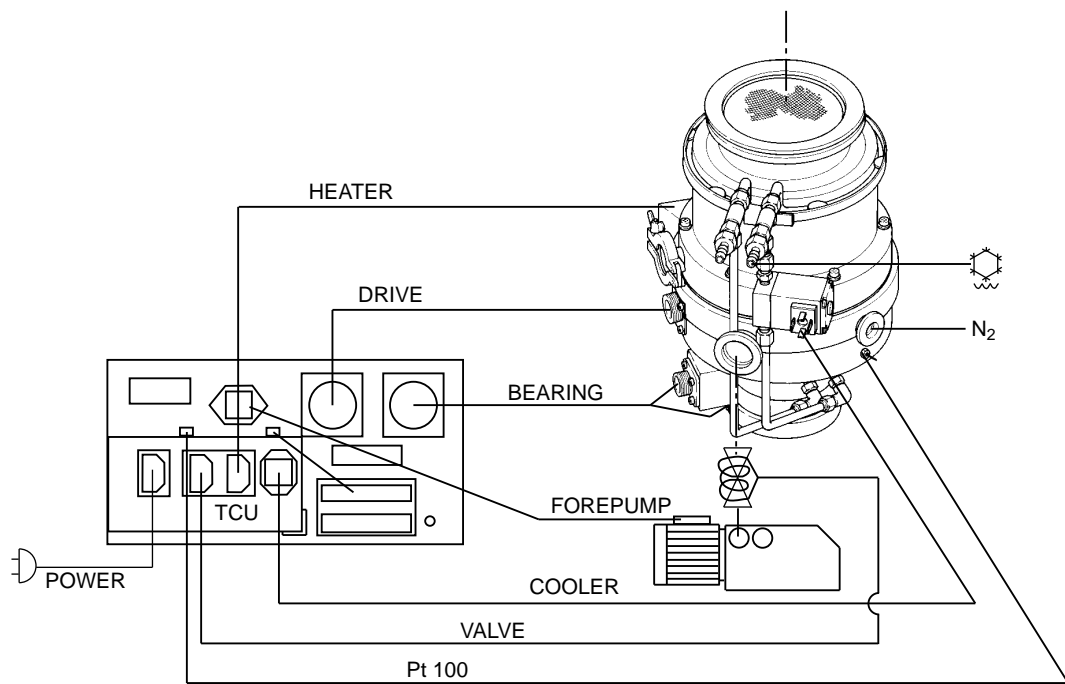 HEATER
DRIVE
N2
BEARING
FOREPUMP
TCU
POWER
COOLER
VALVE
Pt 100